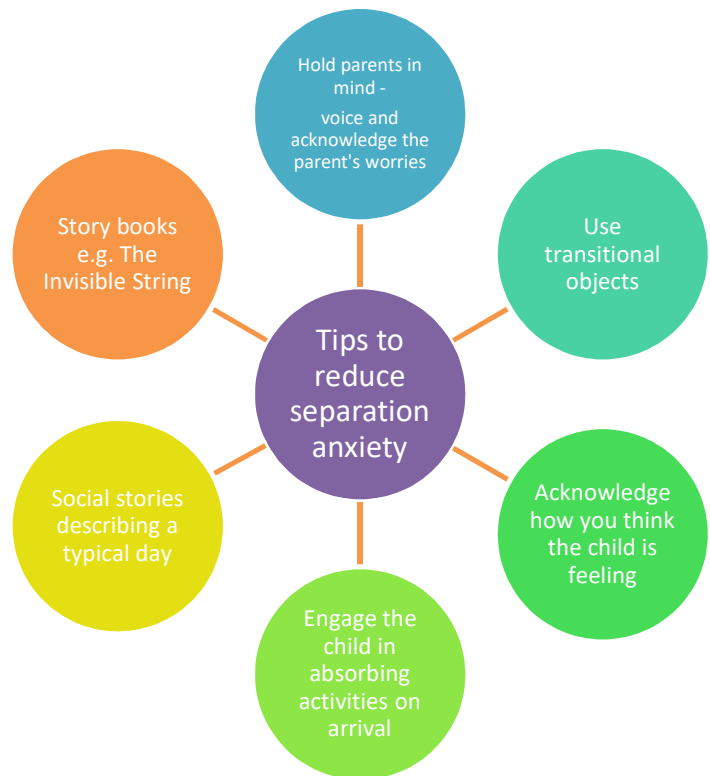 Hold parents in
mind -
voice and
acknowledge the
parent's worries
Story books
e.g. The
Invisible String
Use
transitional
objects
Tips to
reduce
separation
anxiety
Social stories
describing a
typical day
Acknowledge
how you think
the child is
feeling
Engage the
child in
absorbing
activities on
arrival